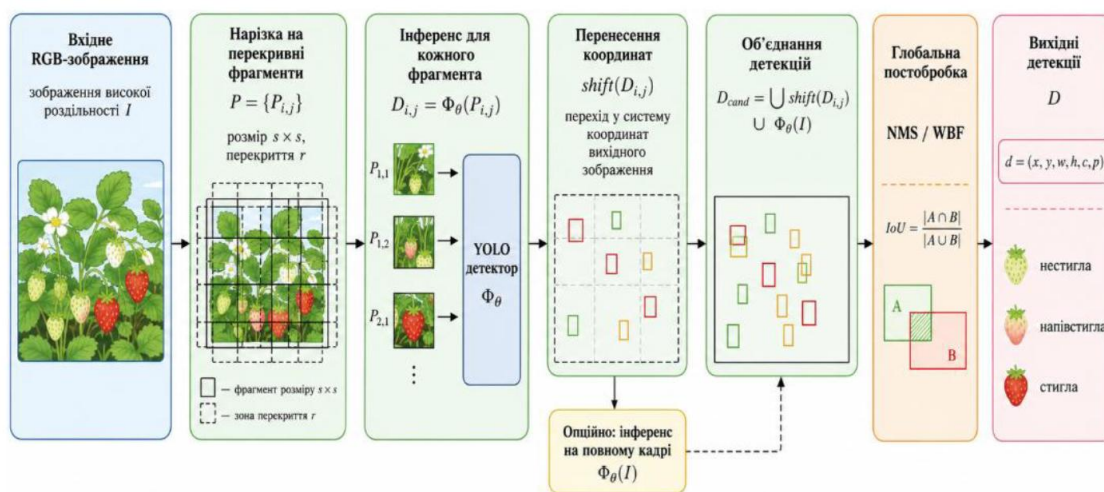 Вхідне
RGB-зображення
зображення високої
роздільності I
Нарізка на
перекривні
фрагменти
P = {P_{i,j}}
розмір s × s,
перекриття r
— фрагмент розміру s × s
— зона перекриття r
Інференс для
кожного
фрагмента
D_{i,j} = Φ_θ(P_{i,j})
P_{1,1}
P_{1,2}
P_{2,1}
⋮
YOLO
детектор
Φ_θ
Перенесення
координат
shift(D_{i,j})
перехід у систему
координат
вихідного
зображення
Опційно: інференс
на повному кадрі
Φ_θ(I)
Об’єднання
детекцій
D_{cand} = ⋃ shift(D_{i,j})
∪ Φ_θ(I)
Глобальна
постобробка
NMS / WBF
IoU = |A ∩ B| / |A ∪ B|
A
B
Вихідні
детекції
D
d = (x, y, w, h, c, p)
нестигла
напівстигла
стигла